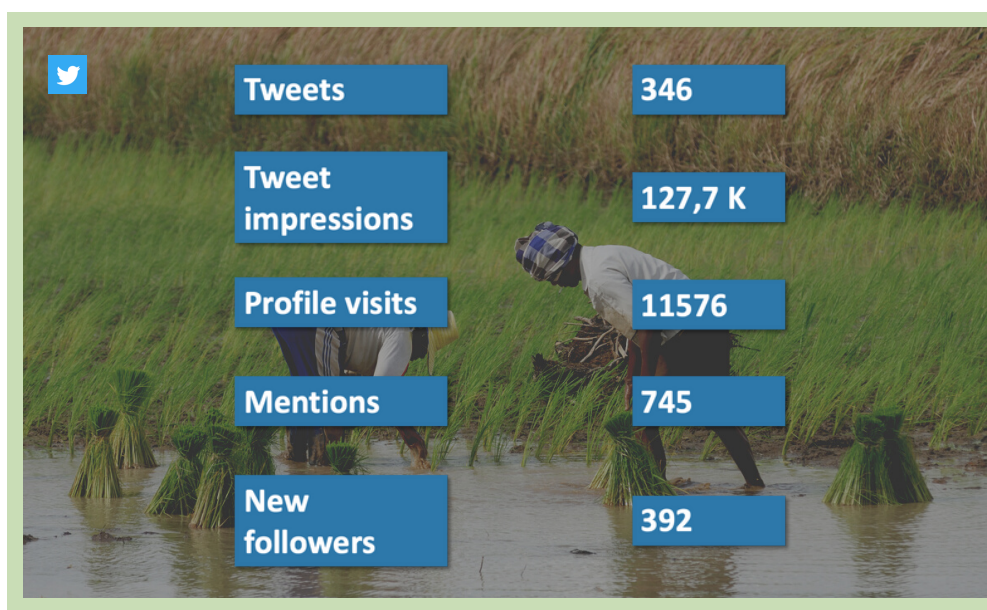 Tweets 346
Tweet
impressions
127,7 K
Profile visits 11576
Mentions 745
New
followers
392